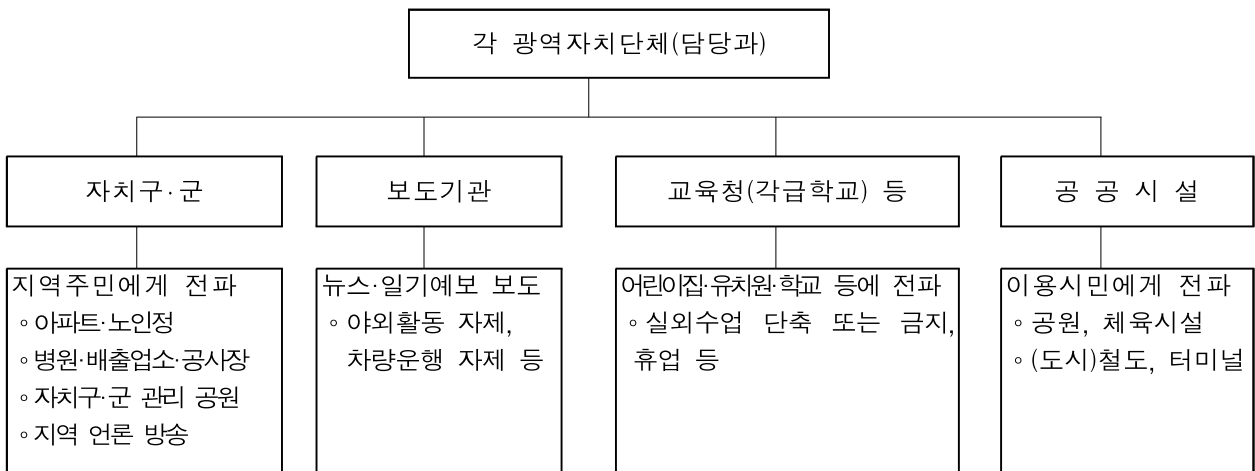 각 광역자치단체(담당과)
자치구·군
보도기관
교육청(각급학교) 등
공 공 시 설
지역주민에게 전파
◦ 아파트·노인정
◦ 병원·배출업소·공사장
◦ 자치구·군 관리 공원
◦ 지역 언론 방송
뉴스·일기예보 보도
◦ 야외활동 자제,
차량운행 자제 등
어린이집·유치원·학교 등에 전파
◦ 실외수업 단축 또는 금지,
휴업 등
이용시민에게 전파
◦ 공원, 체육시설
◦ (도시)철도, 터미널